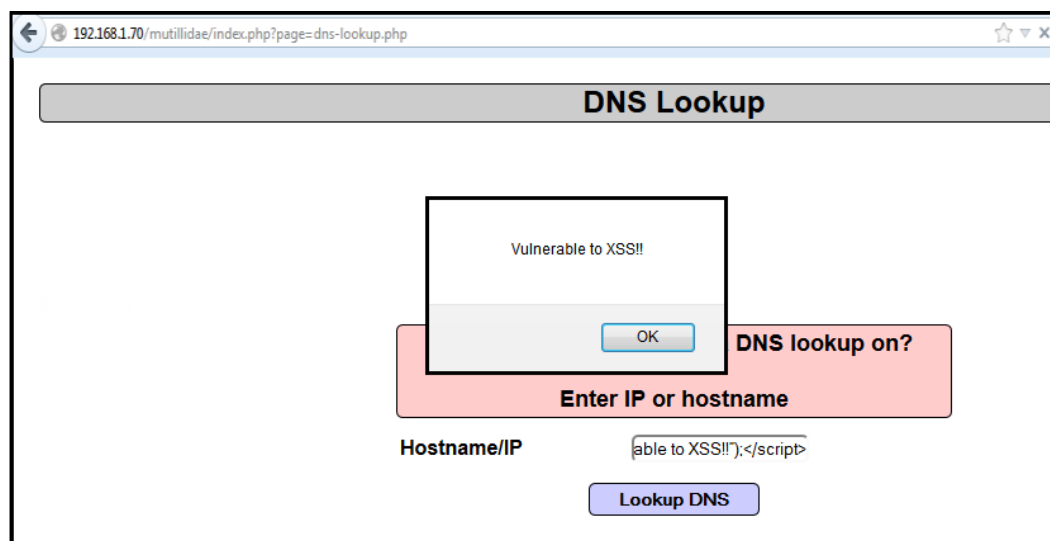 192.168.1.70/mutillidae/index.php?page=dns-lookup.php
DNS Lookup
Vulnerable to XSS!!
OK
DNS lookup on?
Enter IP or hostname
Hostname/IP
able to XSS!!");</script>
Lookup DNS